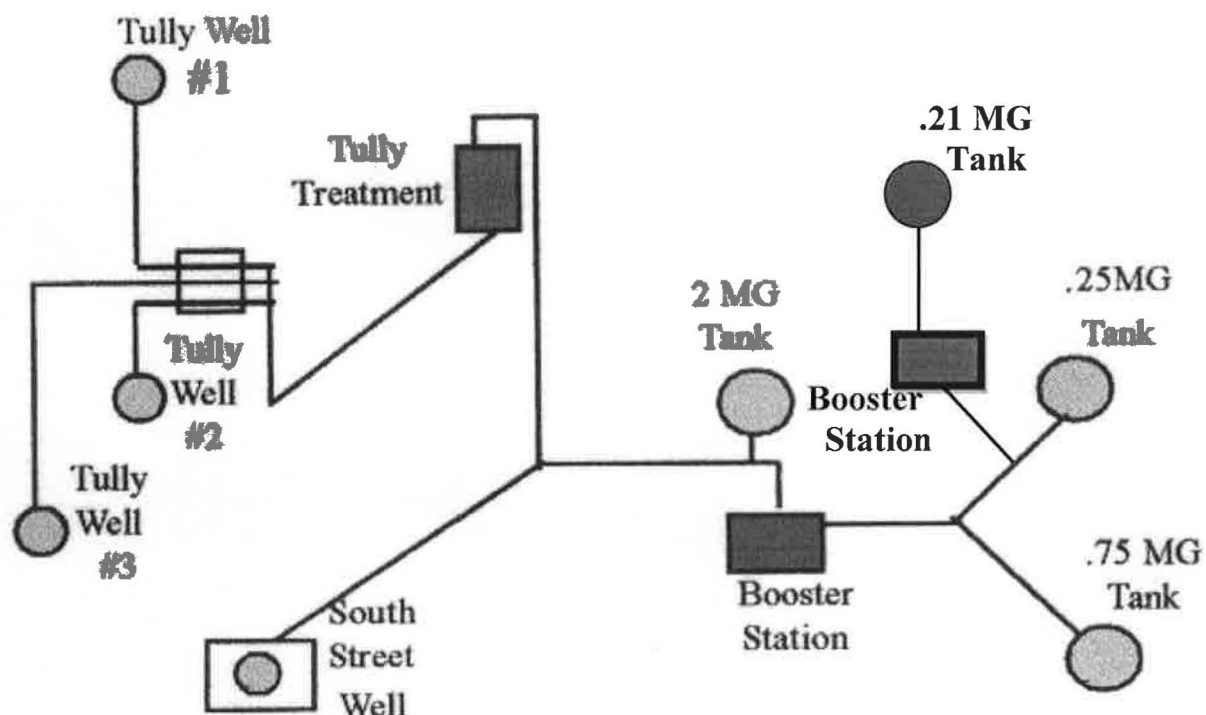 Tully Well
#1
Tully
Treatment
Tully
Well
#2
Tully
Well
#3
South
Street
Well
2 MG
Tank
.21 MG
Tank
Booster
Station
.25MG
Tank
Booster
Station
.75 MG
Tank